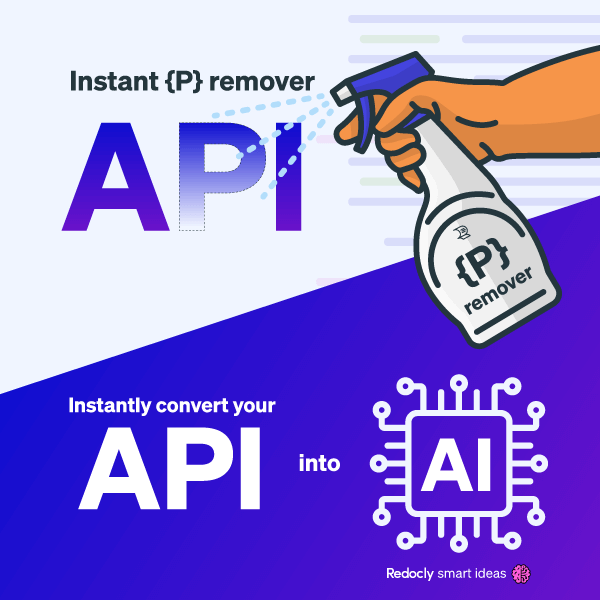 Instant {P} remover
API
{P}
remover
Instantly convert your
API
into
AI
Redocly smart ideas